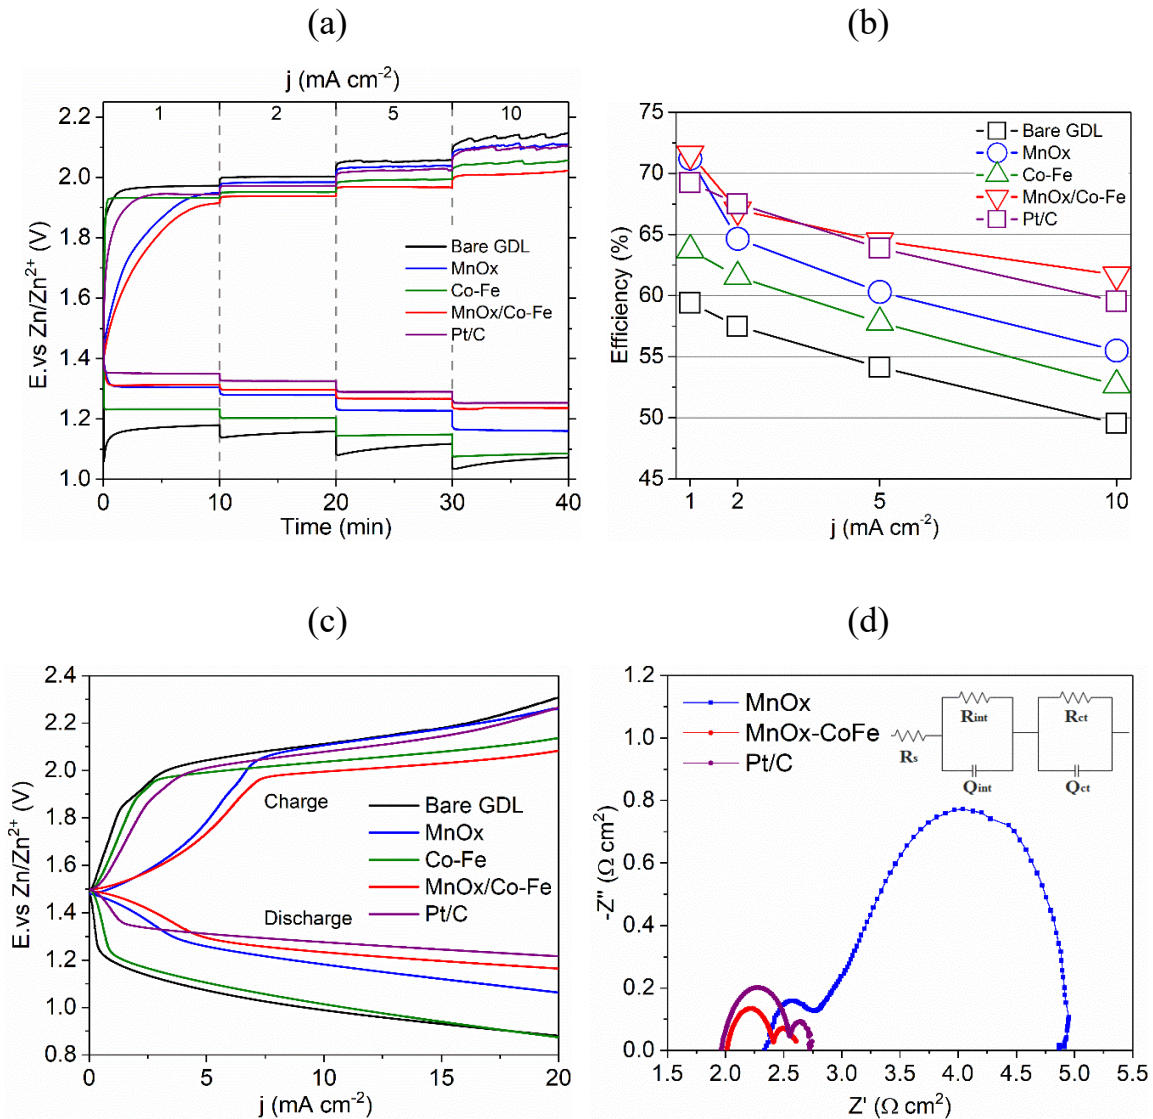 (a)
j (mA cm⁻²)
1 2 5 10
2.2
2.0
1.8
1.6
1.4
1.2
1.0
E.vs Zn/Zn²⁺ (V)
Bare GDL
MnOx
Co-Fe
MnOx/Co-Fe
Pt/C
0 10 20 30 40
Time (min)
(b)
75
70
65
60
55
50
45
Efficiency (%)
Bare GDL
MnOx
Co-Fe
MnOx/Co-Fe
Pt/C
1 2 5 10
j (mA cm⁻²)
(c)
2.4
2.2
2.0
1.8
1.6
1.4
1.2
1.0
0.8
E.vs Zn/Zn²⁺ (V)
Charge
Discharge
Bare GDL
MnOx
Co-Fe
MnOx/Co-Fe
Pt/C
0 5 10 15 20
j (mA cm⁻²)
(d)
1.2
1.0
0.8
0.6
0.4
0.2
0.0
-Z'' (Ω cm²)
MnOx
MnOx-CoFe
Pt/C
Rs
Rint
Qint
Rct
Qct
1.5 2.0 2.5 3.0 3.5 4.0 4.5 5.0 5.5
Z' (Ω cm²)